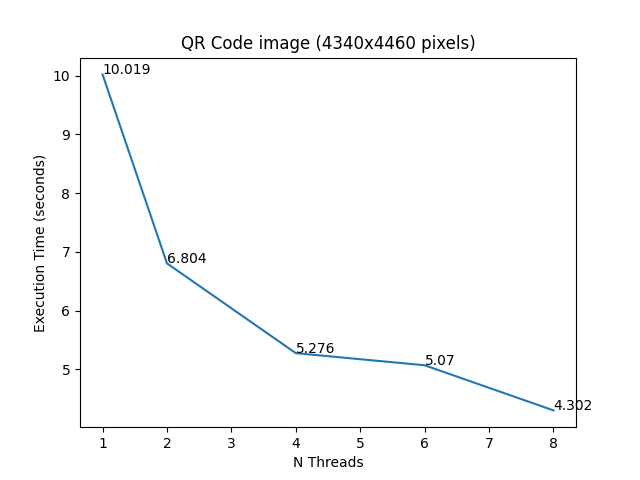 QR Code image (4340x4460 pixels)
10.019
6.804
5.276
5.07
4.302
10
9
8
7
6
5
Execution Time (seconds)
1 2 3 4 5 6 7 8
N Threads